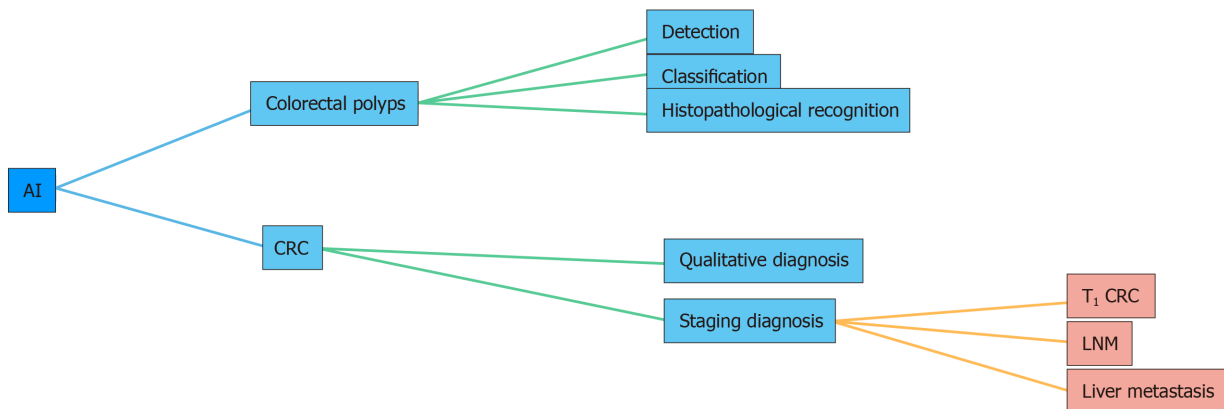 Detection
Classification
Colorectal polyps
Histopathological recognition
AI
CRC
Qualitative diagnosis
T₁ CRC
Staging diagnosis
LNM
Liver metastasis